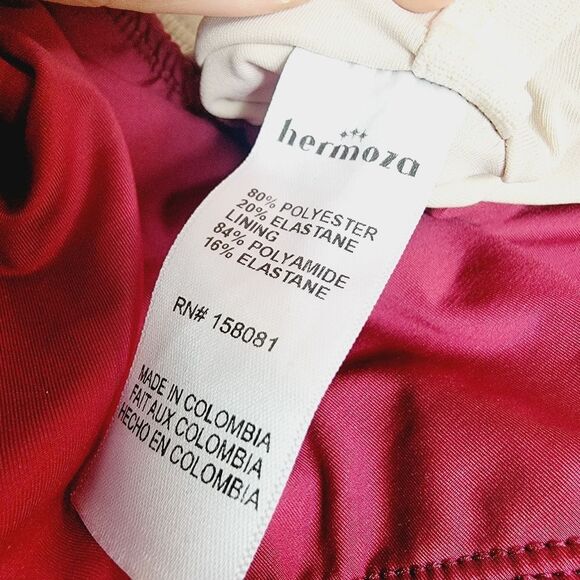 hermoza
80% POLYESTER
20% ELASTANE
LINING
84% POLYAMIDE
16% ELASTANE
RN# 158081
MADE IN COLOMBIA
FAIT AUX COLOMBIA
HECHO EN COLOMBIA